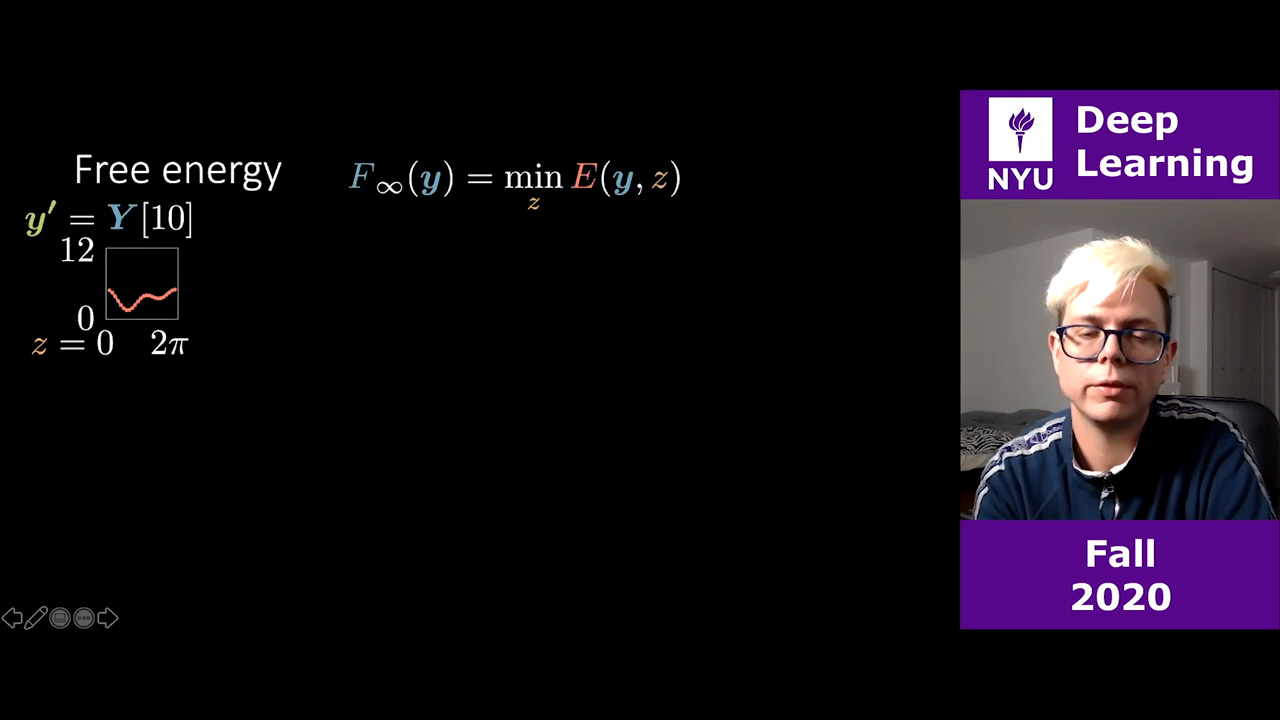 Free energy
F∞(y) = min E(y, z)
z
y′ = Y[10]
12
0
z = 0 2π
NYU
Deep
Learning
Fall
2020